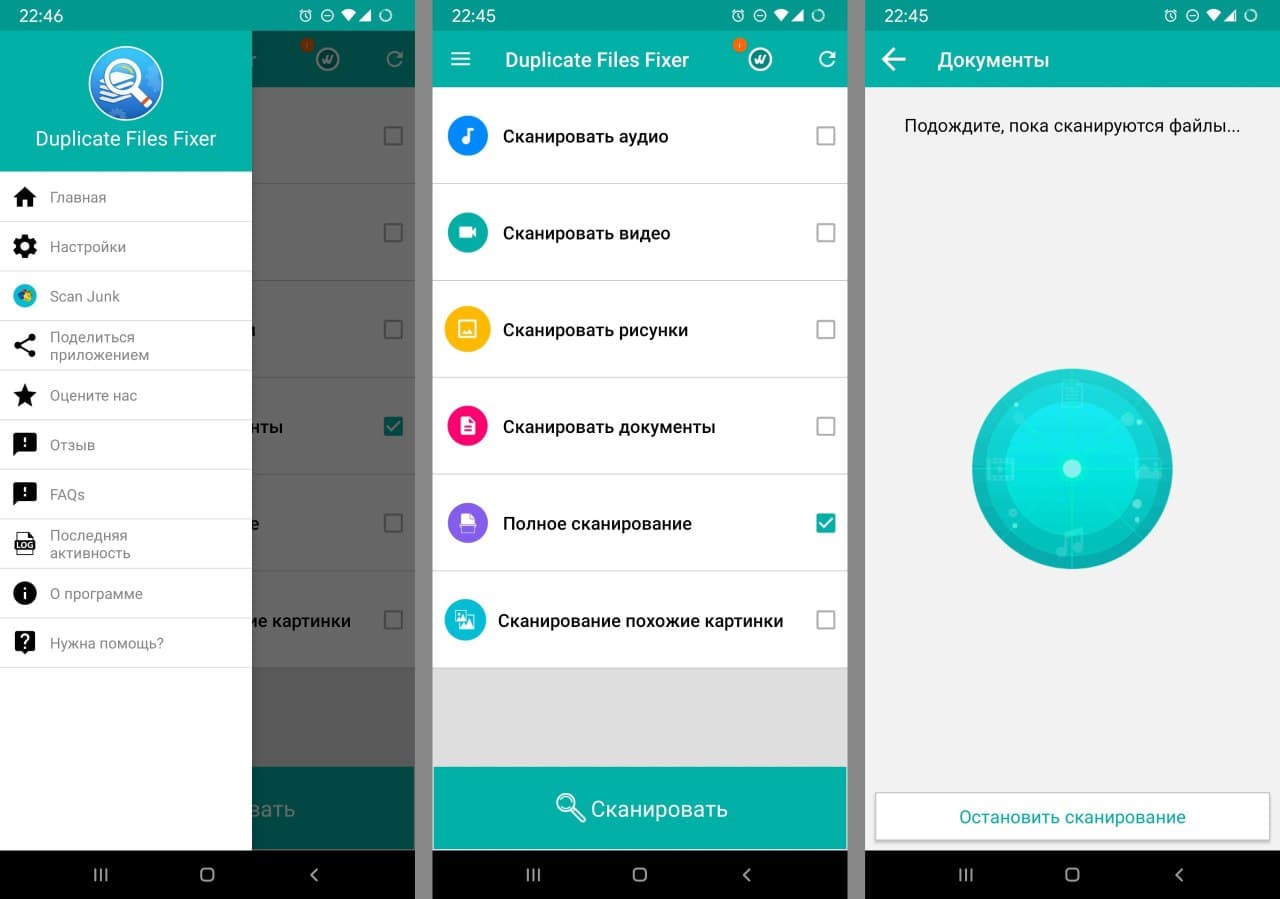 22:46
Duplicate Files Fixer
Главная
Настройки
Scan Junk
Поделиться
приложением
Оцените нас
Отзыв
FAQs
LOG
Последняя
активность
О программе
Нужна помощь?
нты
е
ие картинки
вать
22:45
Duplicate Files Fixer
Сканировать аудио
Сканировать видео
Сканировать рисунки
Сканировать документы
Полное сканирование
Сканирование похожие картинки
Сканировать
22:45
Документы
Подождите, пока сканируются файлы...
Остановить сканирование